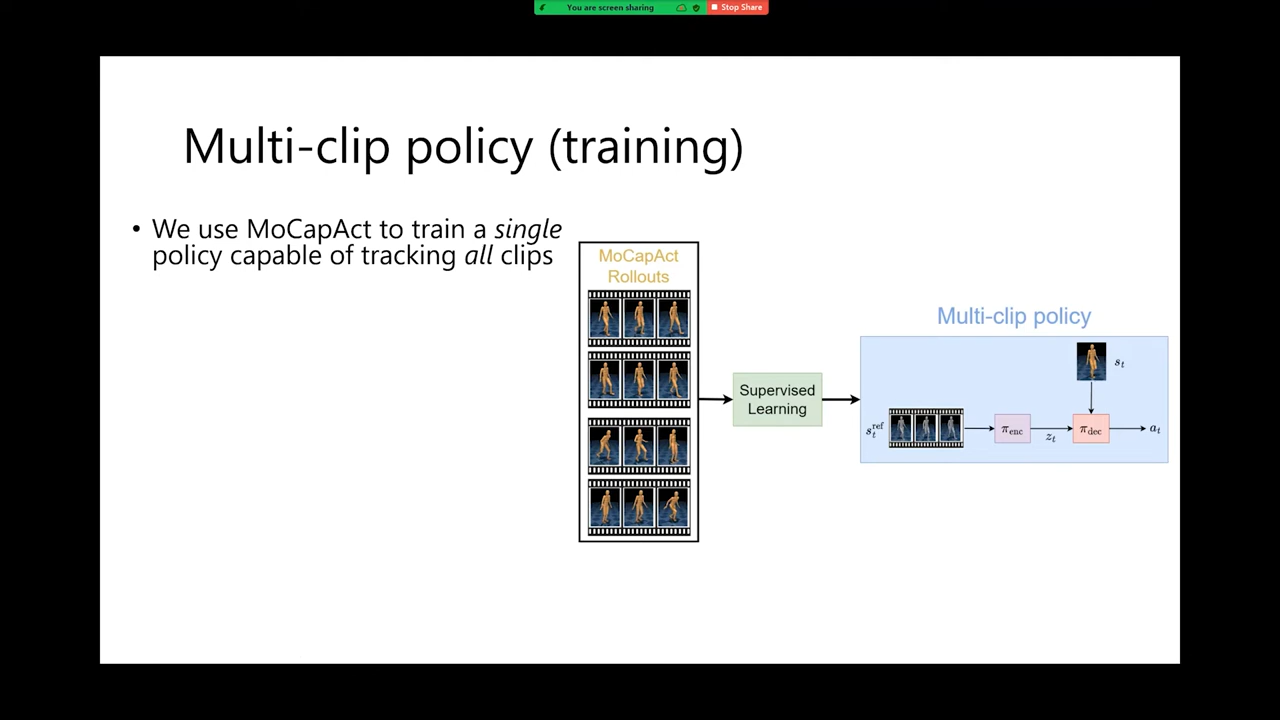 You are screen sharing
Stop Share
Multi-clip policy (training)
• We use MoCapAct to train a single
policy capable of tracking all clips
MoCapAct
Rollouts
Supervised
Learning
Multi-clip policy
s_t
s_t^ref
π_enc
z_t
π_dec
a_t